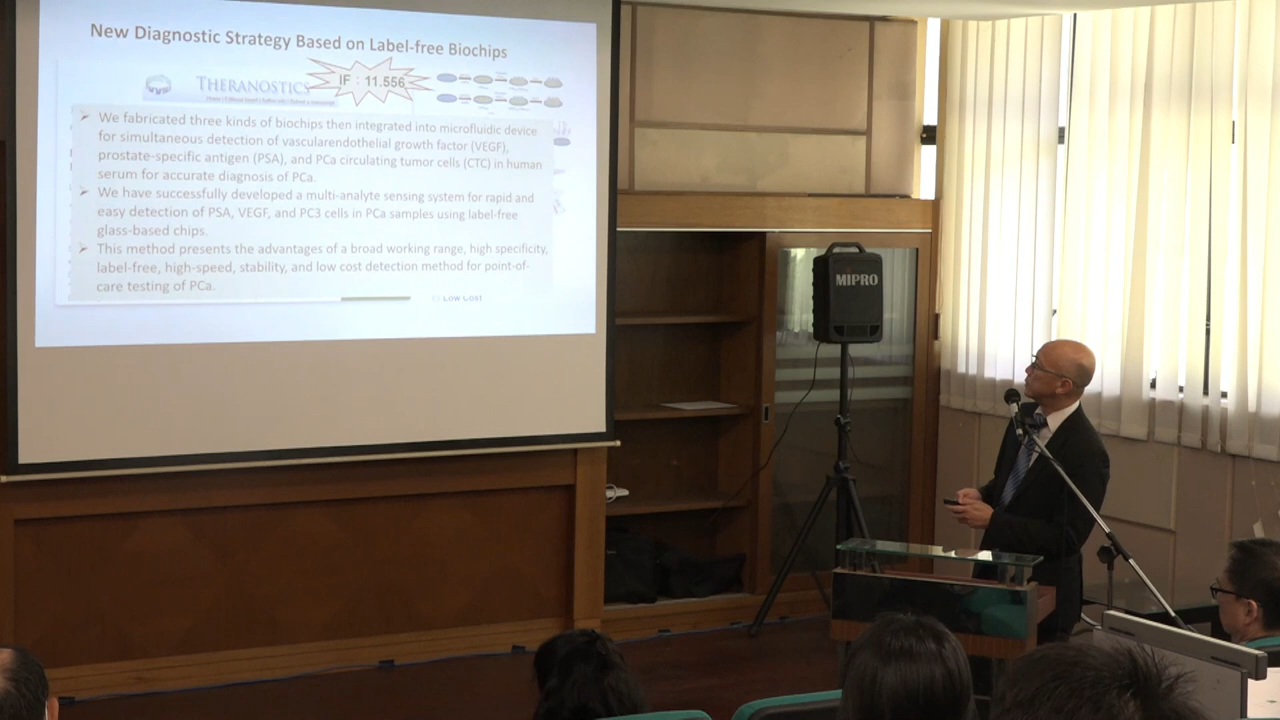 New Diagnostic Strategy Based on Label-free Biochips
THERANOSTICS
IF : 11.556
➢ We fabricated three kinds of biochips then integrated into microfluidic device
for simultaneous detection of vascularendothelial growth factor (VEGF),
prostate-specific antigen (PSA), and PCa circulating tumor cells (CTC) in human
serum for accurate diagnosis of PCa.
➢ We have successfully developed a multi-analyte sensing system for rapid and
easy detection of PSA, VEGF, and PC3 cells in PCa samples using label-free
glass-based chips.
➢ This method presents the advantages of a broad working range, high specificity,
label-free, high-speed, stability, and low cost detection method for point-of-
care testing of PCa.
LOW COST
MIPRO